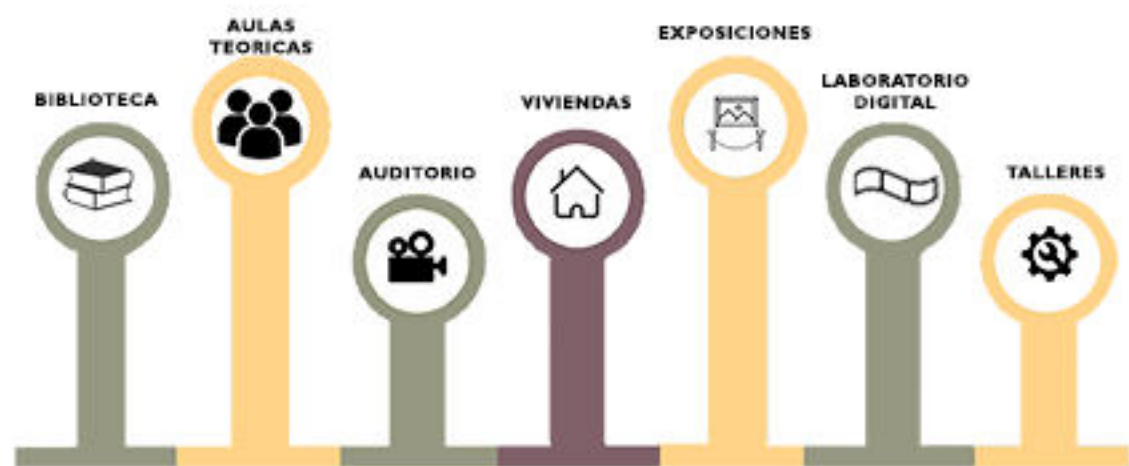 BIBLIOTECA
AULAS
TEORICAS
AUDITORIO
VIVIENDAS
EXPOSICIONES
LABORATORIO
DIGITAL
TALLERES